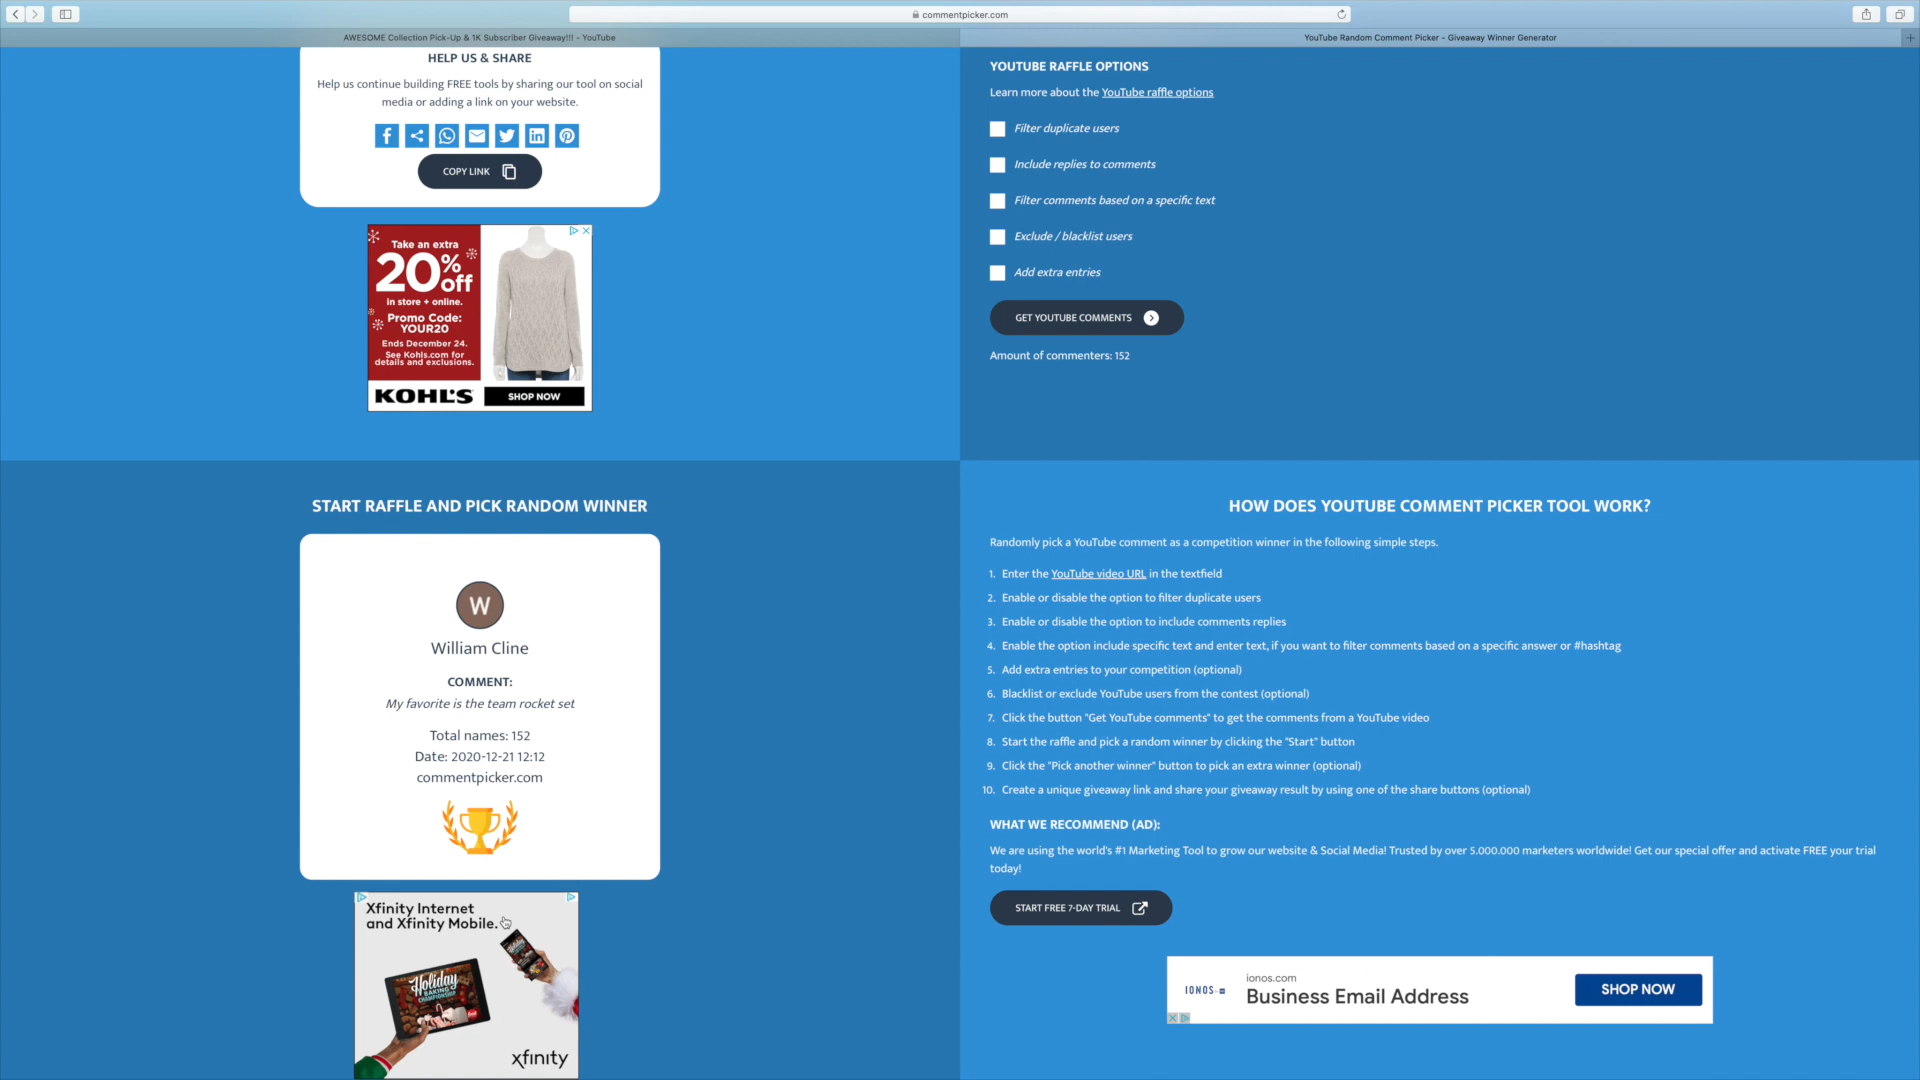 commentpicker.com
AWESOME Collection Pick-Up & 1K Subscriber Giveaway!!! - YouTube
YouTube Random Comment Picker - Giveaway Winner Generator
HELP US & SHARE
Help us continue building FREE tools by sharing our tool on social
media or adding a link on your website.
COPY LINK
Take an extra
20% off
in store + online.
Promo Code:
YOUR20
Ends December 24.
See Kohls.com for
details and exclusions.
KOHL'S
SHOP NOW
YOUTUBE RAFFLE OPTIONS
Learn more about the YouTube raffle options
Filter duplicate users
Include replies to comments
Filter comments based on a specific text
Exclude / blacklist users
Add extra entries
GET YOUTUBE COMMENTS
Amount of commenters: 152
START RAFFLE AND PICK RANDOM WINNER
W
William Cline
COMMENT:
My favorite is the team rocket set
Total names: 152
Date: 2020-12-21 12:12
commentpicker.com
Xfinity Internet
and Xfinity Mobile.
Holiday
BAKING
CHAMPIONSHIP
xfinity
HOW DOES YOUTUBE COMMENT PICKER TOOL WORK?
Randomly pick a YouTube comment as a competition winner in the following simple steps.
1. Enter the YouTube video URL in the textfield
2. Enable or disable the option to filter duplicate users
3. Enable or disable the option to include comments replies
4. Enable the option include specific text and enter text, if you want to filter comments based on a specific answer or #hashtag
5. Add extra entries to your competition (optional)
6. Blacklist or exclude YouTube users from the contest (optional)
7. Click the button "Get YouTube comments" to get the comments from a YouTube video
8. Start the raffle and pick a random winner by clicking the "Start" button
9. Click the "Pick another winner" button to pick an extra winner (optional)
10. Create a unique giveaway link and share your giveaway result by using one of the share buttons (optional)
WHAT WE RECOMMEND (AD):
We are using the world's #1 Marketing Tool to grow our website & Social Media! Trusted by over 5.000.000 marketers worldwide! Get our special offer and activate FREE your trial
today!
START FREE 7-DAY TRIAL
IONOS
ionos.com
Business Email Address
SHOP NOW